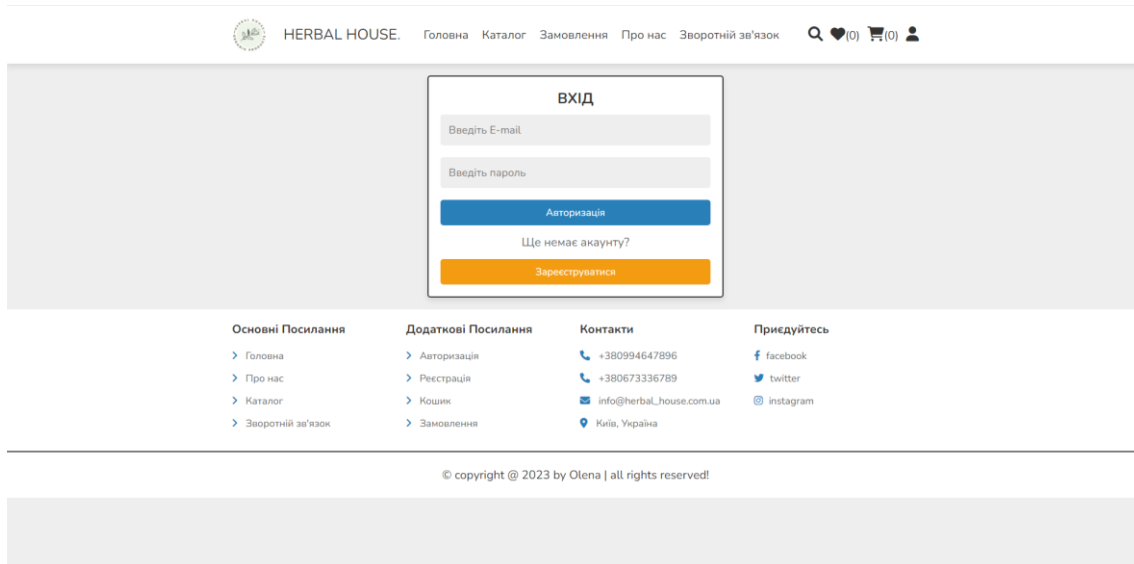 HERBAL HOUSE. Головна Каталог Замовлення Про нас Зворотній зв'язок (0) (0)
ВХІД
Введіть E-mail
Введіть пароль
Авторизація
Ще немає акаунту?
Зареєструватися
Основні Посилання
Головна
Про нас
Каталог
Зворотній зв'язок
Додаткові Посилання
Авторизація
Реєстрація
Кошик
Замовлення
Контакти
+380994647896
+380673336789
info@herbal_house.com.ua
Київ, Україна
Приєдуйтесь
facebook
twitter
instagram
© copyright @ 2023 by Olena | all rights reserved!